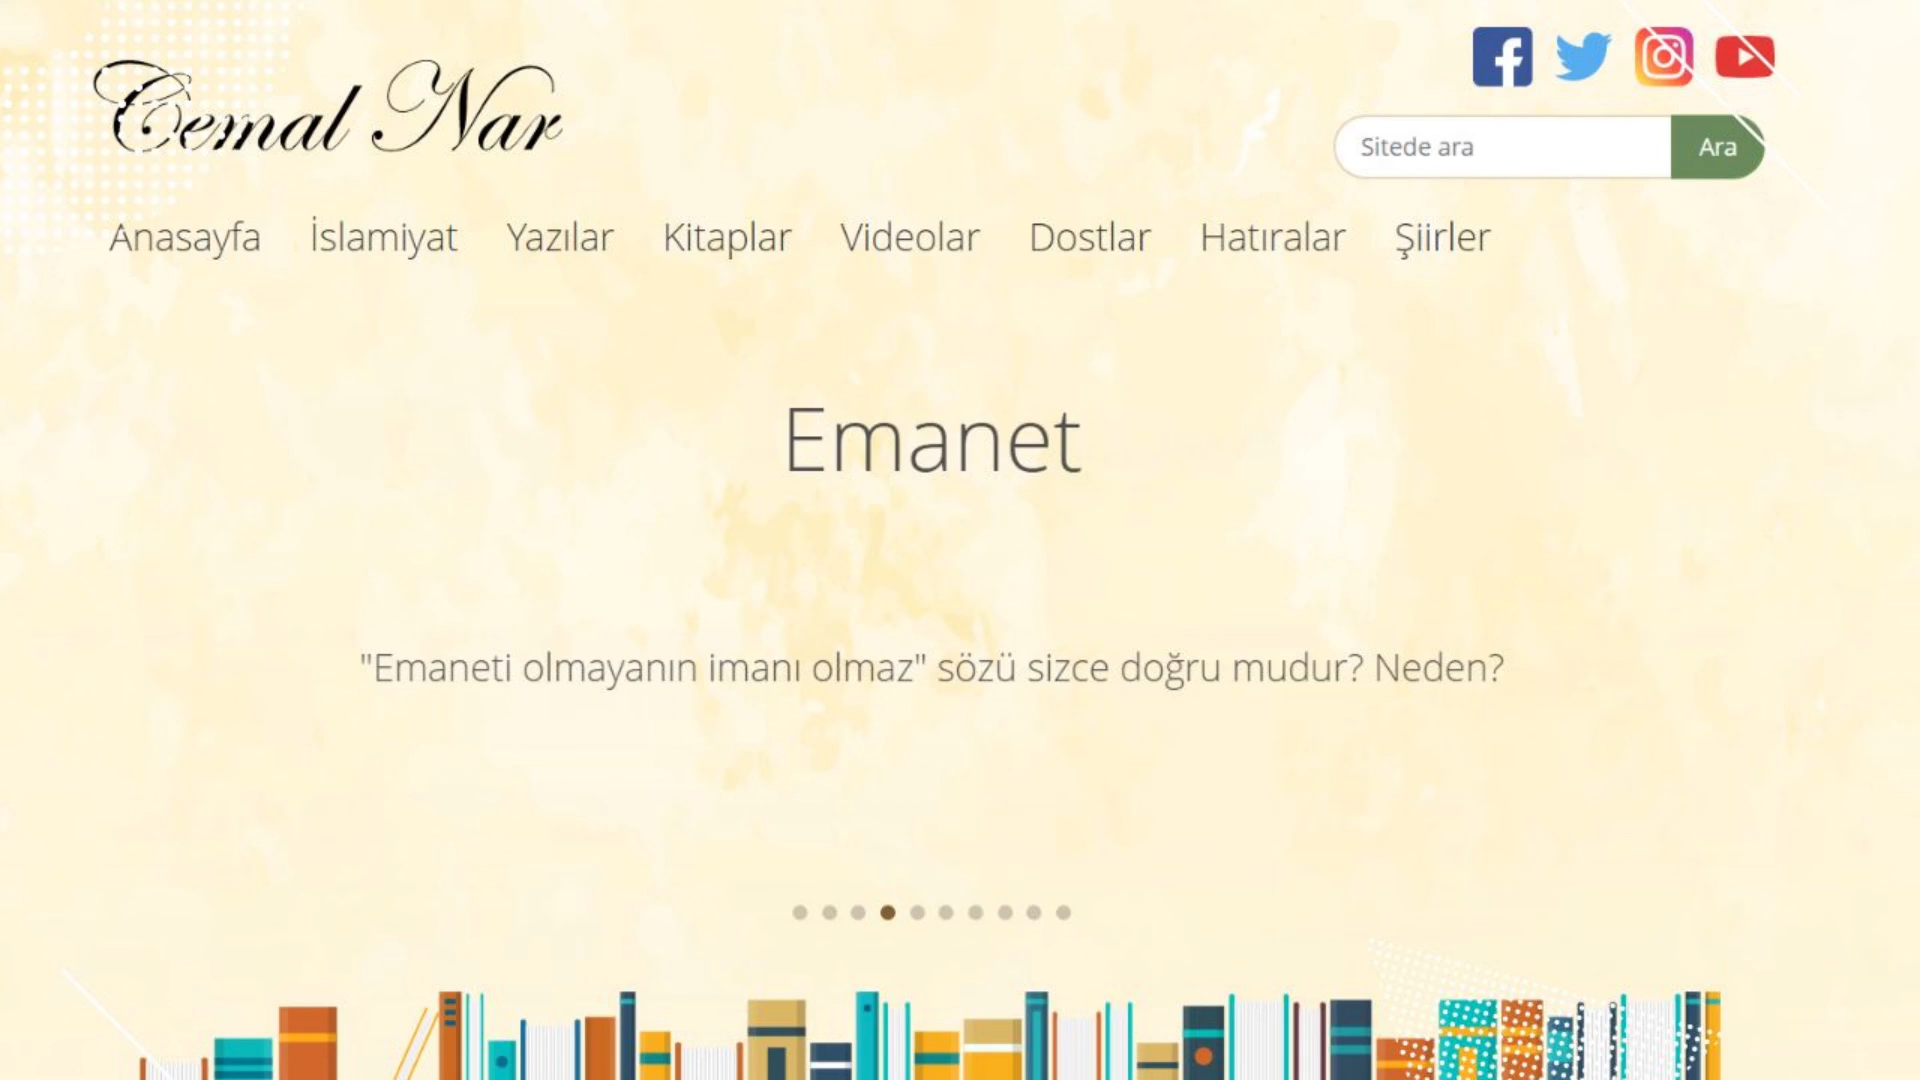 Cemal Nar
Sitede ara
Ara
Anasayfa İslamiyat Yazılar Kitaplar Videolar Dostlar Hatıralar Şiirler
Emanet
"Emaneti olmayanın imanı olmaz" sözü sizce doğru mudur? Neden?